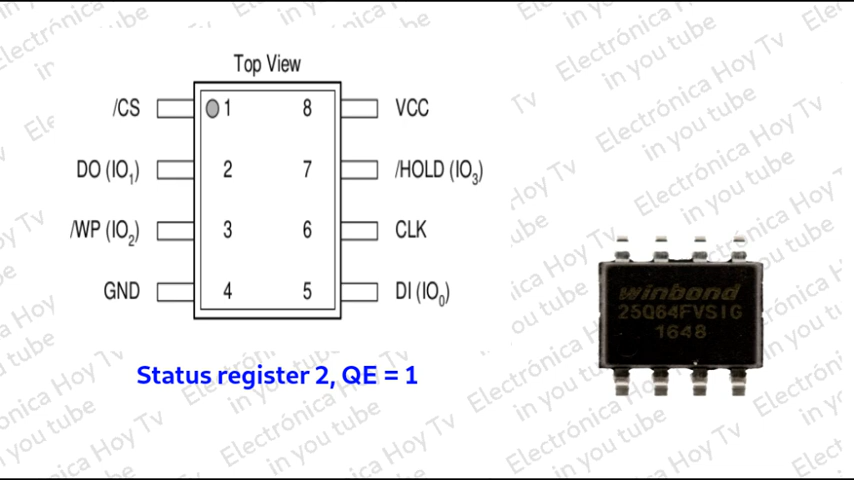 Top View
/CS 1 8 VCC
DO (IO1) 2 7 /HOLD (IO3)
/WP (IO2) 3 6 CLK
GND 4 5 DI (IO0)
Status register 2, QE = 1
winbond
25Q64FVSIG
1648
Electrónica Hoy Tv
in you tube